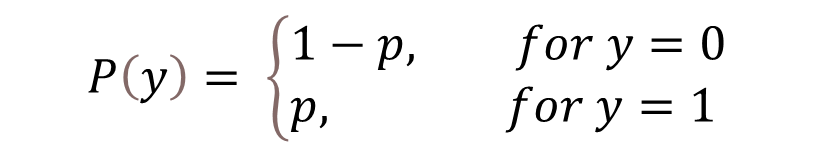 P(y) = { 1 − p, for y = 0
p, for y = 1